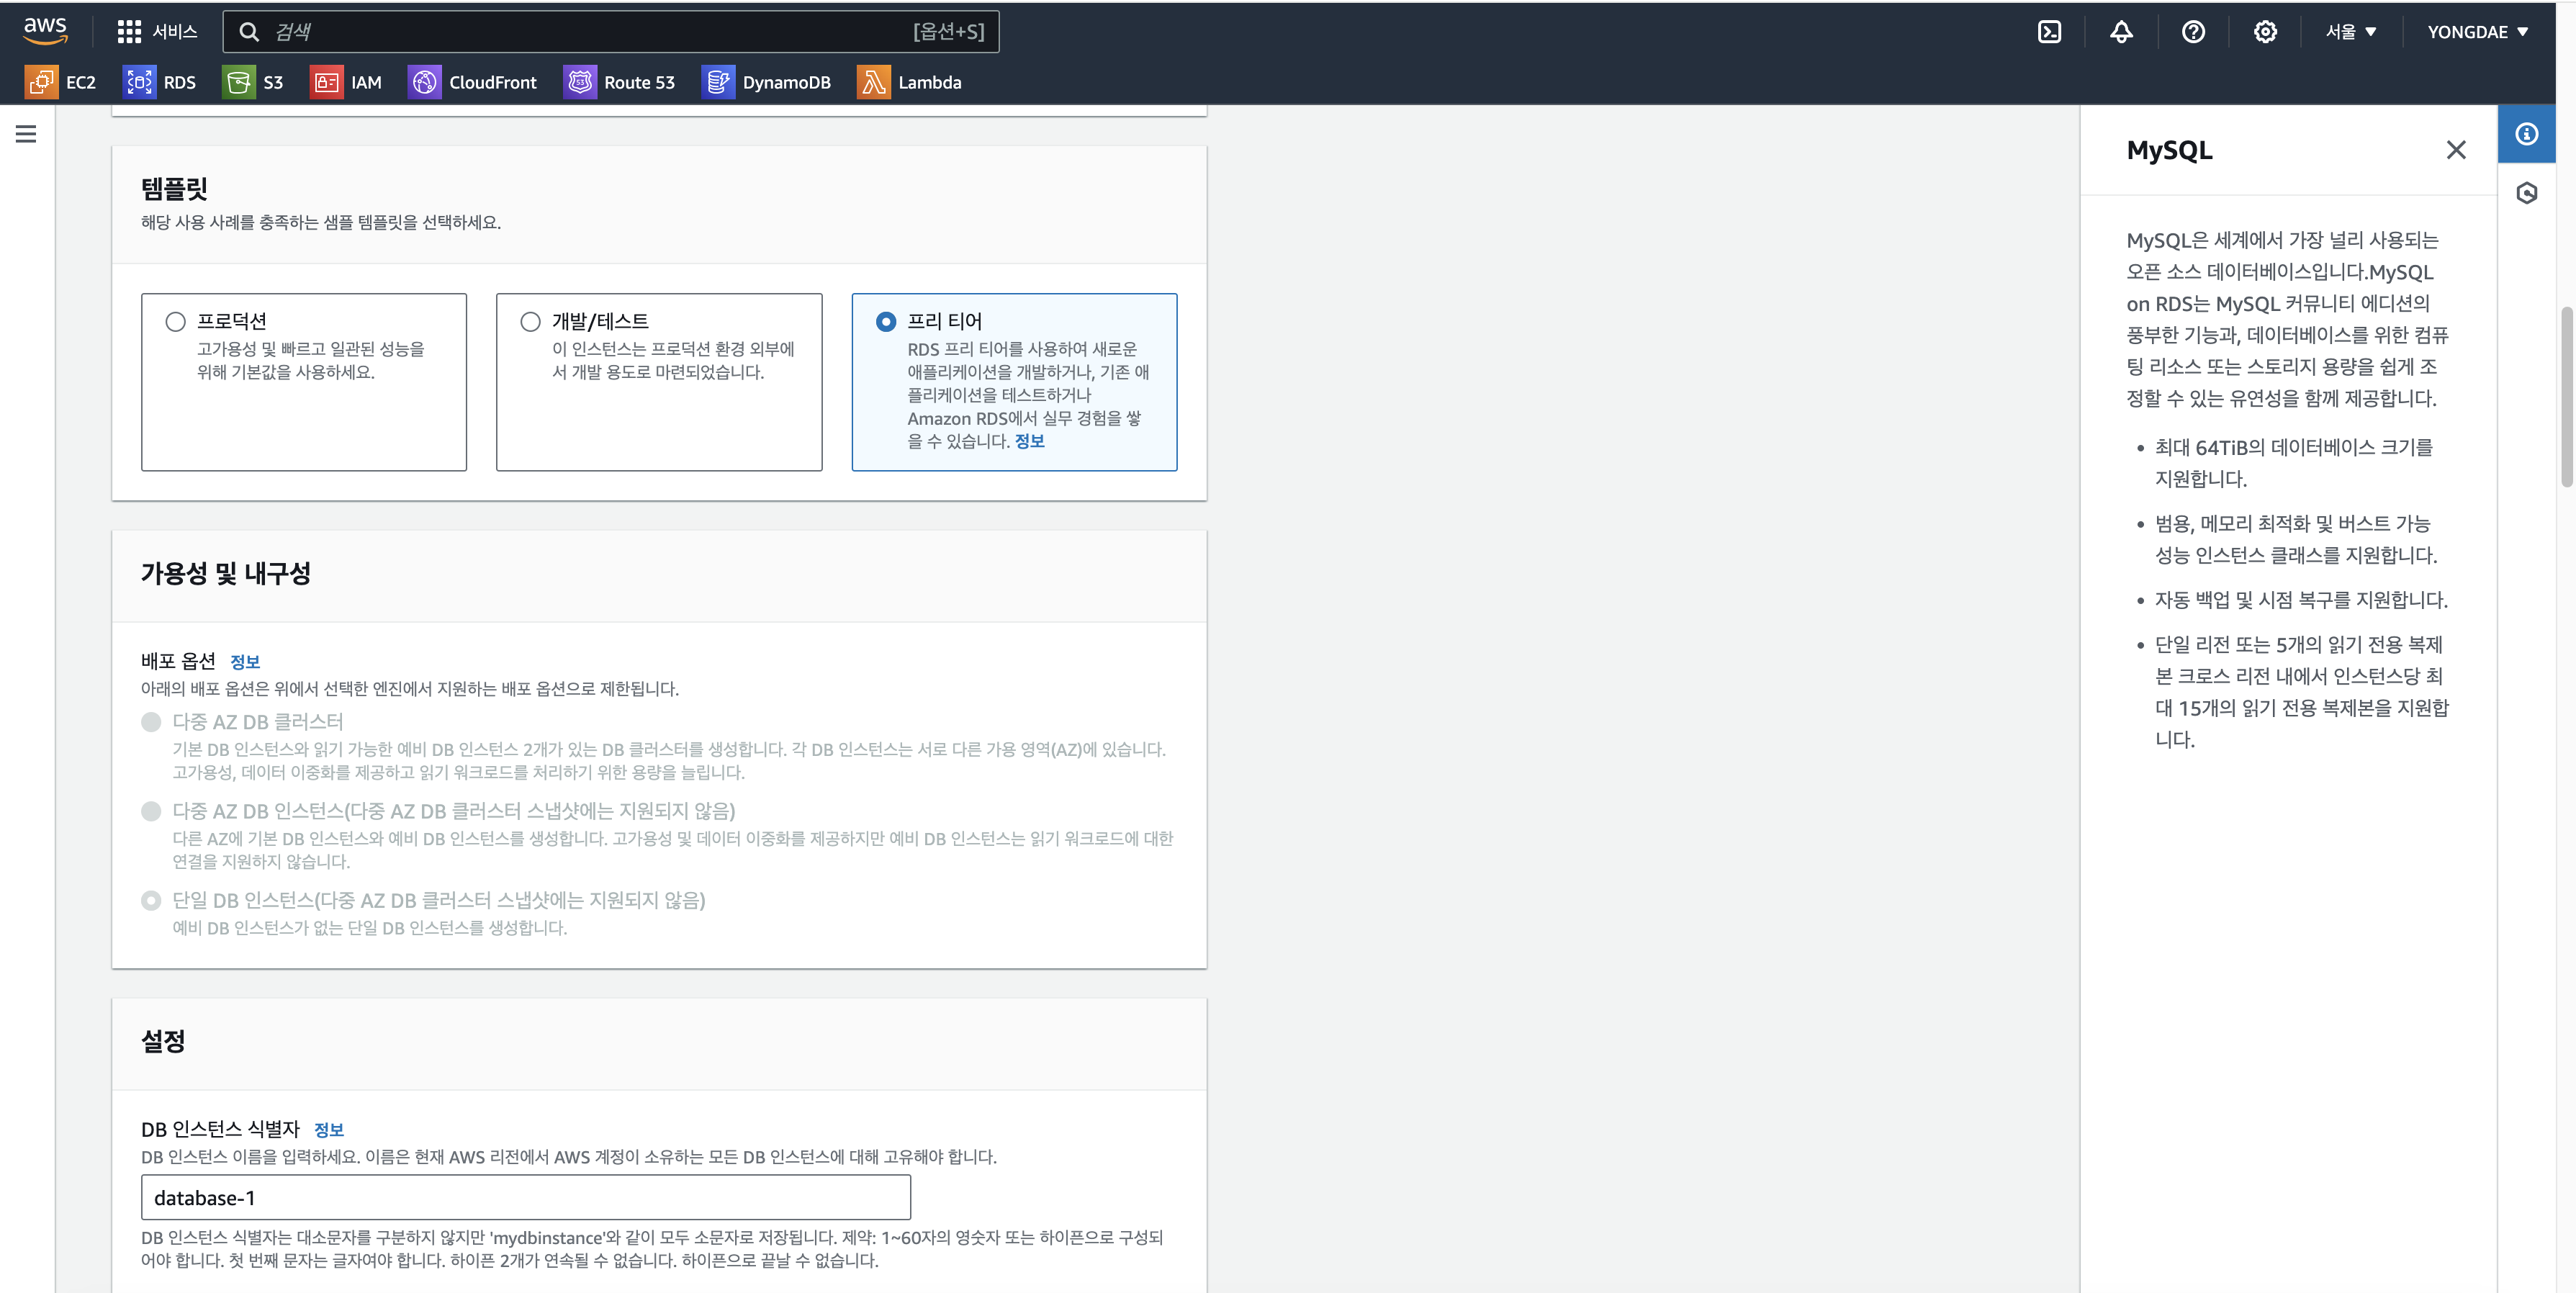 aws
서비스
검색
[옵션+S]
서울 ▼
YONGDAE ▼
EC2
RDS
S3
IAM
CloudFront
Route 53
DynamoDB
Lambda
템플릿
해당 사용 사례를 충족하는 샘플 템플릿을 선택하세요.
프로덕션
고가용성 및 빠르고 일관된 성능을
위해 기본값을 사용하세요.
개발/테스트
이 인스턴스는 프로덕션 환경 외부에
서 개발 용도로 마련되었습니다.
프리 티어
RDS 프리 티어를 사용하여 새로운
애플리케이션을 개발하거나, 기존 애
플리케이션을 테스트하거나
Amazon RDS에서 실무 경험을 쌓
을 수 있습니다. 정보
가용성 및 내구성
배포 옵션 정보
아래의 배포 옵션은 위에서 선택한 엔진에서 지원하는 배포 옵션으로 제한됩니다.
다중 AZ DB 클러스터
기본 DB 인스턴스와 읽기 가능한 예비 DB 인스턴스 2개가 있는 DB 클러스터를 생성합니다. 각 DB 인스턴스는 서로 다른 가용 영역(AZ)에 있습니다.
고가용성, 데이터 이중화를 제공하고 읽기 워크로드를 처리하기 위한 용량을 늘립니다.
다중 AZ DB 인스턴스(다중 AZ DB 클러스터 스냅샷에는 지원되지 않음)
다른 AZ에 기본 DB 인스턴스와 예비 DB 인스턴스를 생성합니다. 고가용성 및 데이터 이중화를 제공하지만 예비 DB 인스턴스는 읽기 워크로드에 대한
연결을 지원하지 않습니다.
단일 DB 인스턴스(다중 AZ DB 클러스터 스냅샷에는 지원되지 않음)
예비 DB 인스턴스가 없는 단일 DB 인스턴스를 생성합니다.
설정
DB 인스턴스 식별자 정보
DB 인스턴스 이름을 입력하세요. 이름은 현재 AWS 리전에서 AWS 계정이 소유하는 모든 DB 인스턴스에 대해 고유해야 합니다.
database-1
DB 인스턴스 식별자는 대소문자를 구분하지 않지만 'mydbinstance'와 같이 모두 소문자로 저장됩니다. 제약: 1~60자의 영숫자 또는 하이픈으로 구성되
어야 합니다. 첫 번째 문자는 글자여야 합니다. 하이픈 2개가 연속될 수 없습니다. 하이픈으로 끝날 수 없습니다.
MySQL
MySQL은 세계에서 가장 널리 사용되는
오픈 소스 데이터베이스입니다.MySQL
on RDS는 MySQL 커뮤니티 에디션의
풍부한 기능과, 데이터베이스를 위한 컴퓨
팅 리소스 또는 스토리지 용량을 쉽게 조
정할 수 있는 유연성을 함께 제공합니다.
• 최대 64TiB의 데이터베이스 크기를
지원합니다.
• 범용, 메모리 최적화 및 버스트 가능
성능 인스턴스 클래스를 지원합니다.
• 자동 백업 및 시점 복구를 지원합니다.
• 단일 리전 또는 5개의 읽기 전용 복제
본 크로스 리전 내에서 인스턴스당 최
대 15개의 읽기 전용 복제본을 지원합
니다.